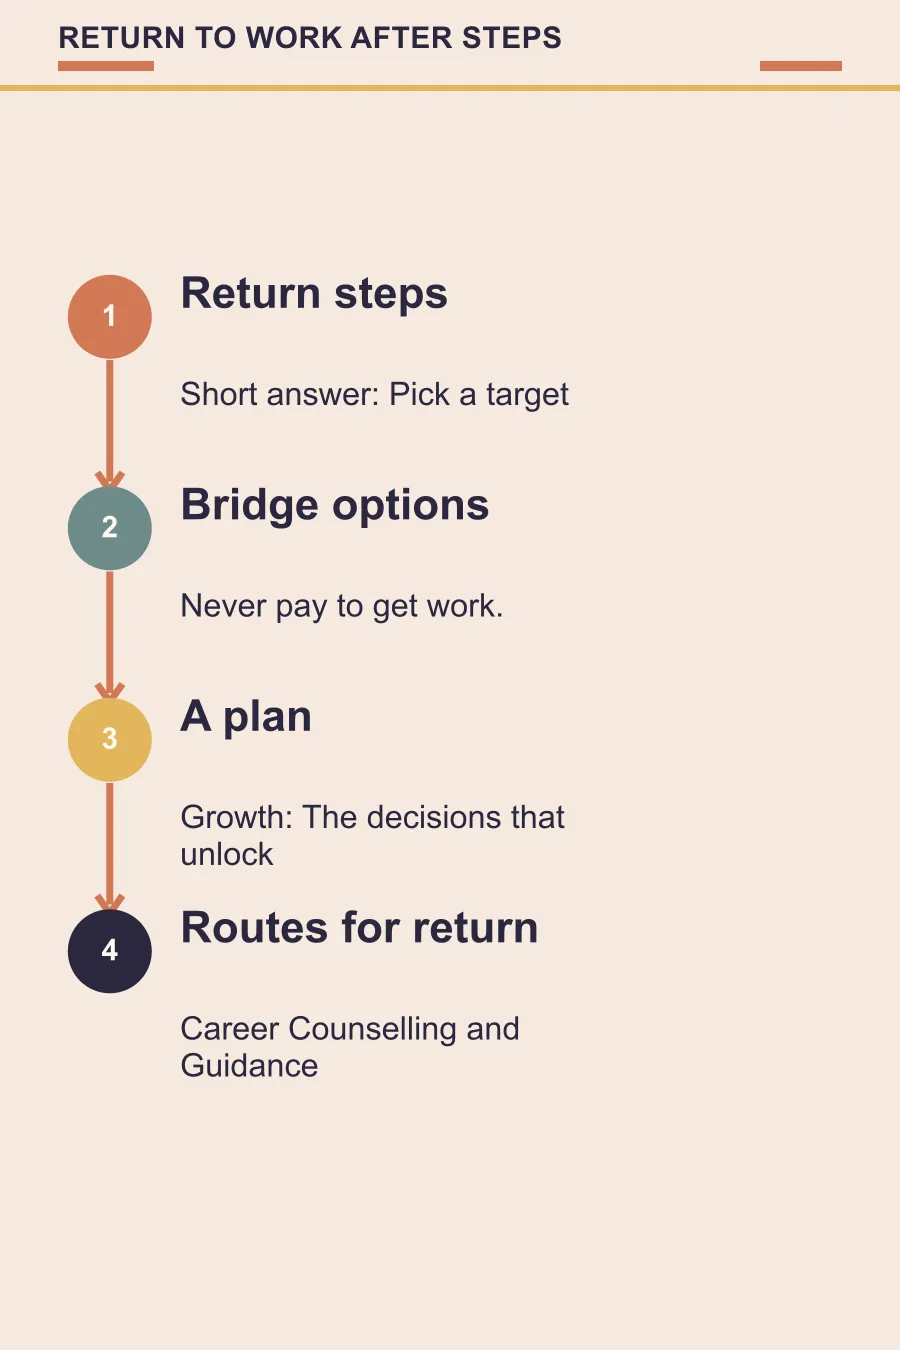 RETURN TO WORK AFTER STEPS
1
Return steps
Short answer: Pick a target
2
Bridge options
Never pay to get work.
3
A plan
Growth: The decisions that
unlock
4
Routes for return
Career Counselling and
Guidance